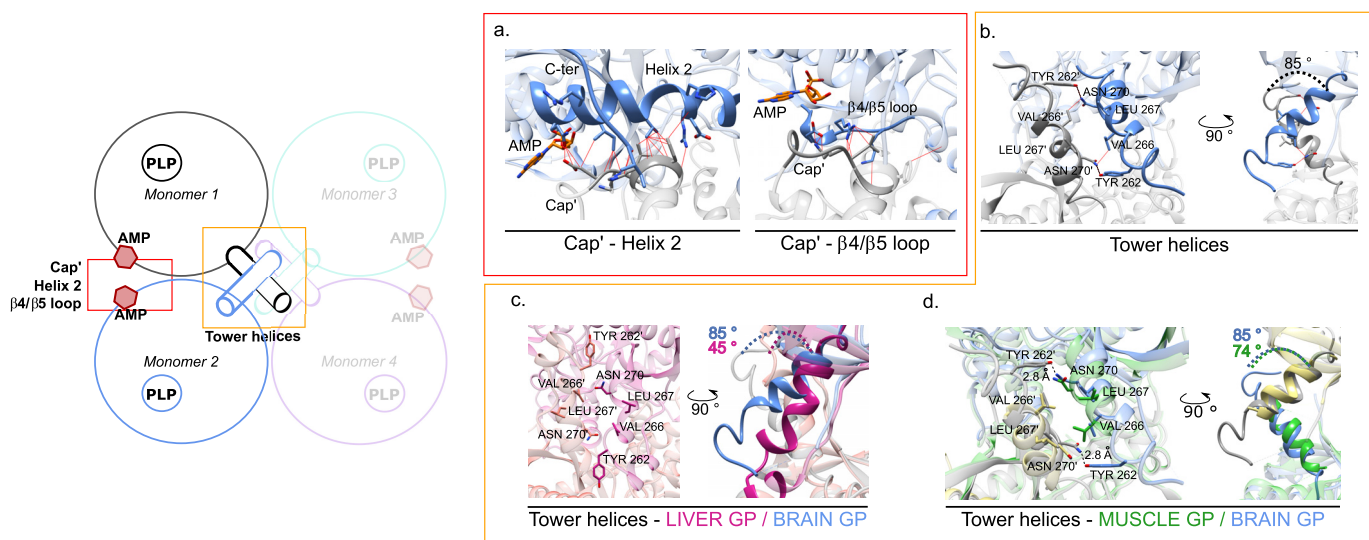 PLP
Monomer 1
PLP
Monomer 3
AMP
AMP
Cap'
Helix 2
β4/β5 loop
AMP
AMP
Tower helices
Monomer 2
Monomer 4
PLP
PLP
a.
C-ter
Helix 2
AMP
Cap'
Cap' - Helix 2
AMP
β4/β5 loop
Cap'
Cap' - β4/β5 loop
b.
TYR 262'
ASN 270
LEU 267
VAL 266'
VAL 266
LEU 267'
ASN 270'
TYR 262
90 °
85 °
Tower helices
c.
TYR 262'
ASN 270
VAL 266'
LEU 267
LEU 267'
VAL 266
ASN 270'
TYR 262
90 °
85 °
45 °
Tower helices - LIVER GP / BRAIN GP
d.
TYR 262'
ASN 270
2.8 Å
LEU 267
VAL 266'
VAL 266
LEU 267'
2.8 Å
ASN 270'
TYR 262
90 °
85 °
74 °
Tower helices - MUSCLE GP / BRAIN GP